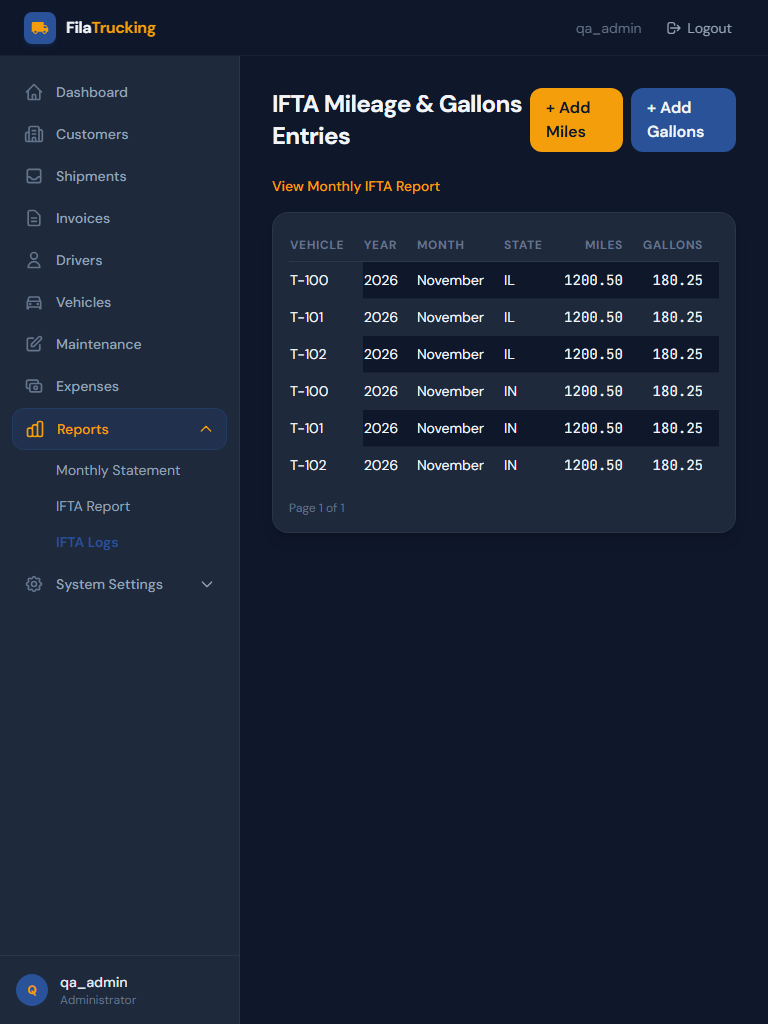 FilaTrucking
qa_admin
Logout
Dashboard
Customers
Shipments
Invoices
Drivers
Vehicles
Maintenance
Expenses
Reports
Monthly Statement
IFTA Report
IFTA Logs
System Settings
qa_admin
Administrator
Q
IFTA Mileage & Gallons
Entries
+ Add
Miles
+ Add
Gallons
View Monthly IFTA Report
VEHICLE YEAR MONTH STATE MILES GALLONS
T-100 2026 November IL 1200.50 180.25
T-101 2026 November IL 1200.50 180.25
T-102 2026 November IL 1200.50 180.25
T-100 2026 November IN 1200.50 180.25
T-101 2026 November IN 1200.50 180.25
T-102 2026 November IN 1200.50 180.25
Page 1 of 1